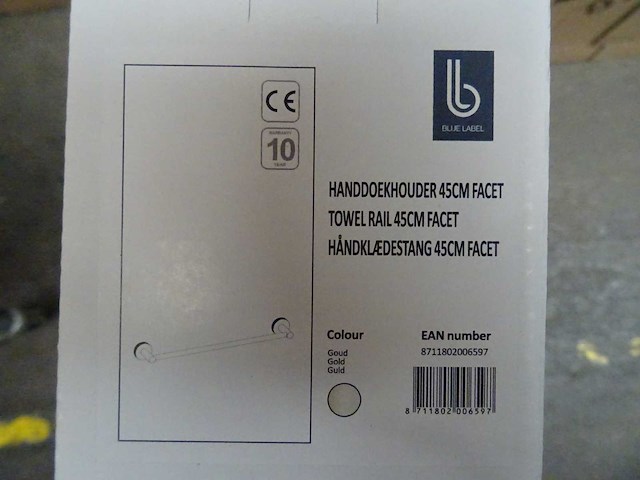 CE
10
BLUE LABEL
HANDDOEKHOUDER 45CM FACET
TOWEL RAIL 45CM FACET
HÅNDKLÆDESTANG 45CM FACET
Colour
Goud
Gold
Guld
EAN number
8711802006597
8 711802 006597